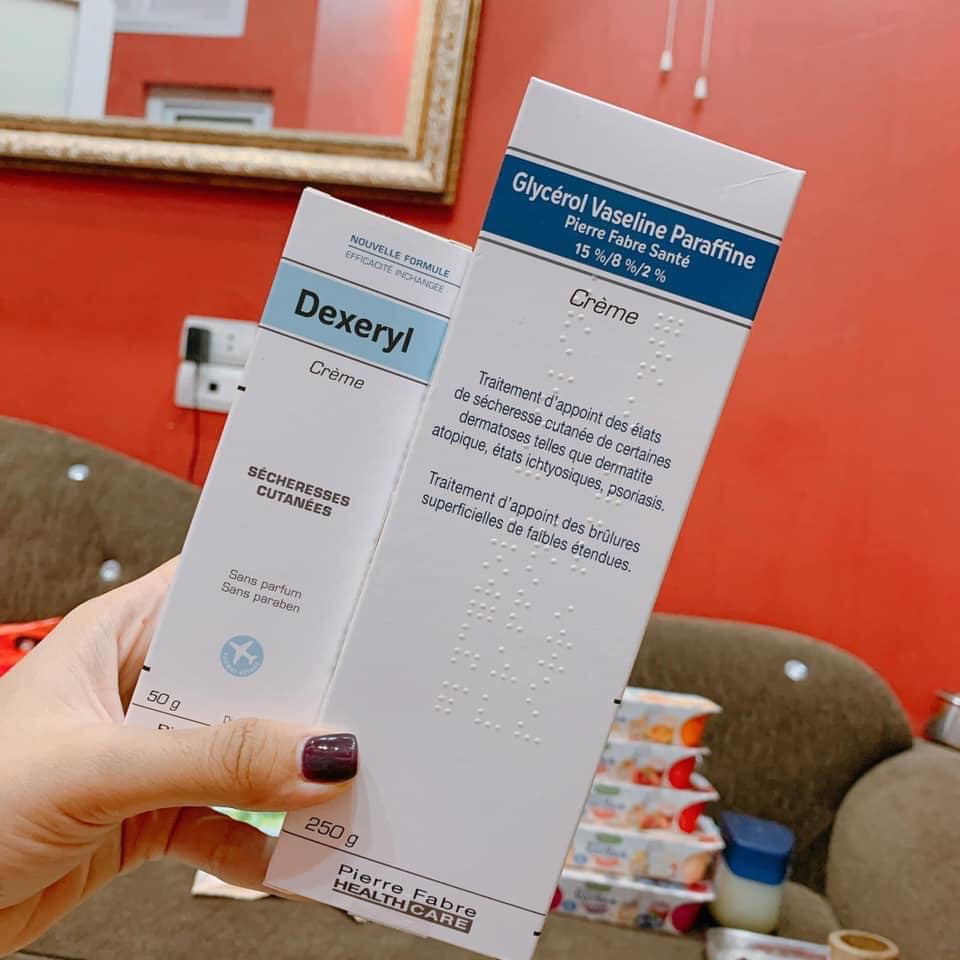 NOUVELLE FORMULE
EFFICACITÉ INCHANGÉE
Dexeryl
Crème
SÉCHERESSES
CUTANÉES
Sans parfum
Sans paraben
50 g
Glycérol Vaseline Paraffine
Pierre Fabre Santé
15 %/8 %/2 %
Crème
Traitement d'appoint des états
de sécheresse cutanée de certaines
dermatoses telles que dermatite
atopique, états ichtyosiques, psoriasis.
Traitement d'appoint des brûlures
superficielles de faibles étendues.
250 g
Pierre Fabre
HEALTH CARE